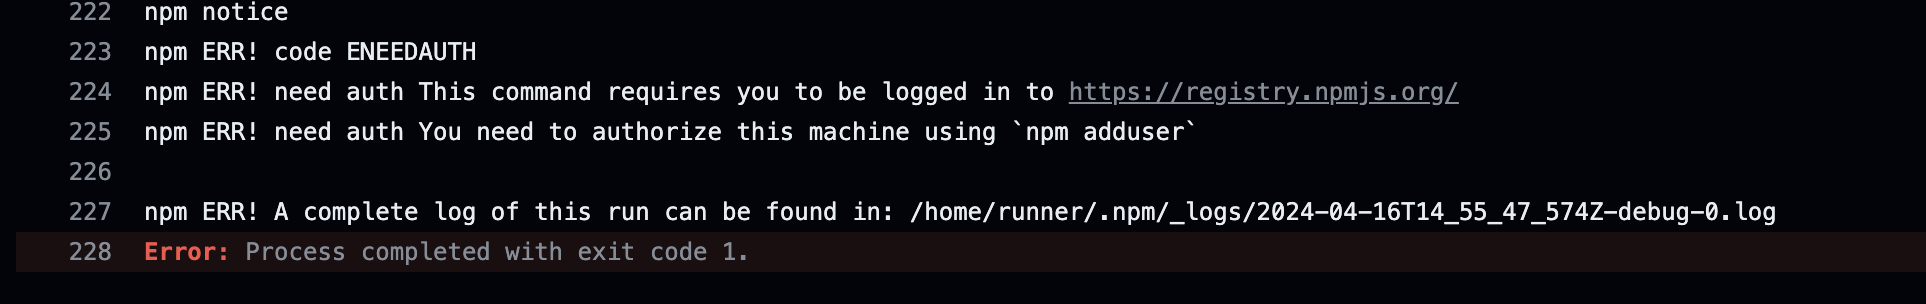 222 npm notice
223 npm ERR! code ENEEDAUTH
224 npm ERR! need auth This command requires you to be logged in to https://registry.npmjs.org/
225 npm ERR! need auth You need to authorize this machine using `npm adduser`
226
227 npm ERR! A complete log of this run can be found in: /home/runner/.npm/_logs/2024-04-16T14_55_47_574Z-debug-0.log
228 Error: Process completed with exit code 1.